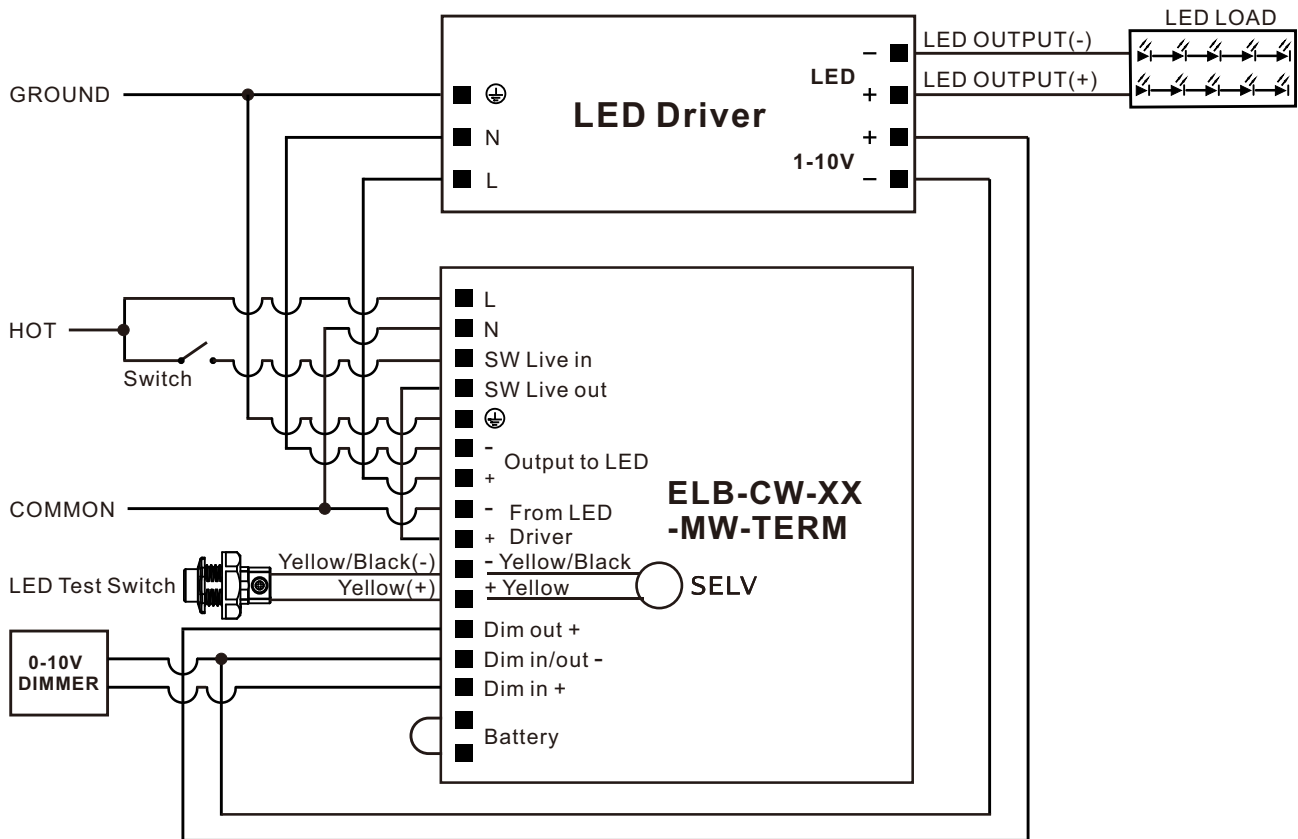 LED LOAD
LED OUTPUT(-)
LED OUTPUT(+)
LED Driver
LED
−
+
+
1-10V
−
GROUND
N
L
HOT
Switch
COMMON
LED Test Switch
Yellow/Black(-)
Yellow(+)
0-10V
DIMMER
L
N
SW Live in
SW Live out
-
Output to LED
+
- From LED
+ Driver
- Yellow/Black
+ Yellow
SELV
Dim out +
Dim in/out -
Dim in +
Battery
ELB-CW-XX
-MW-TERM